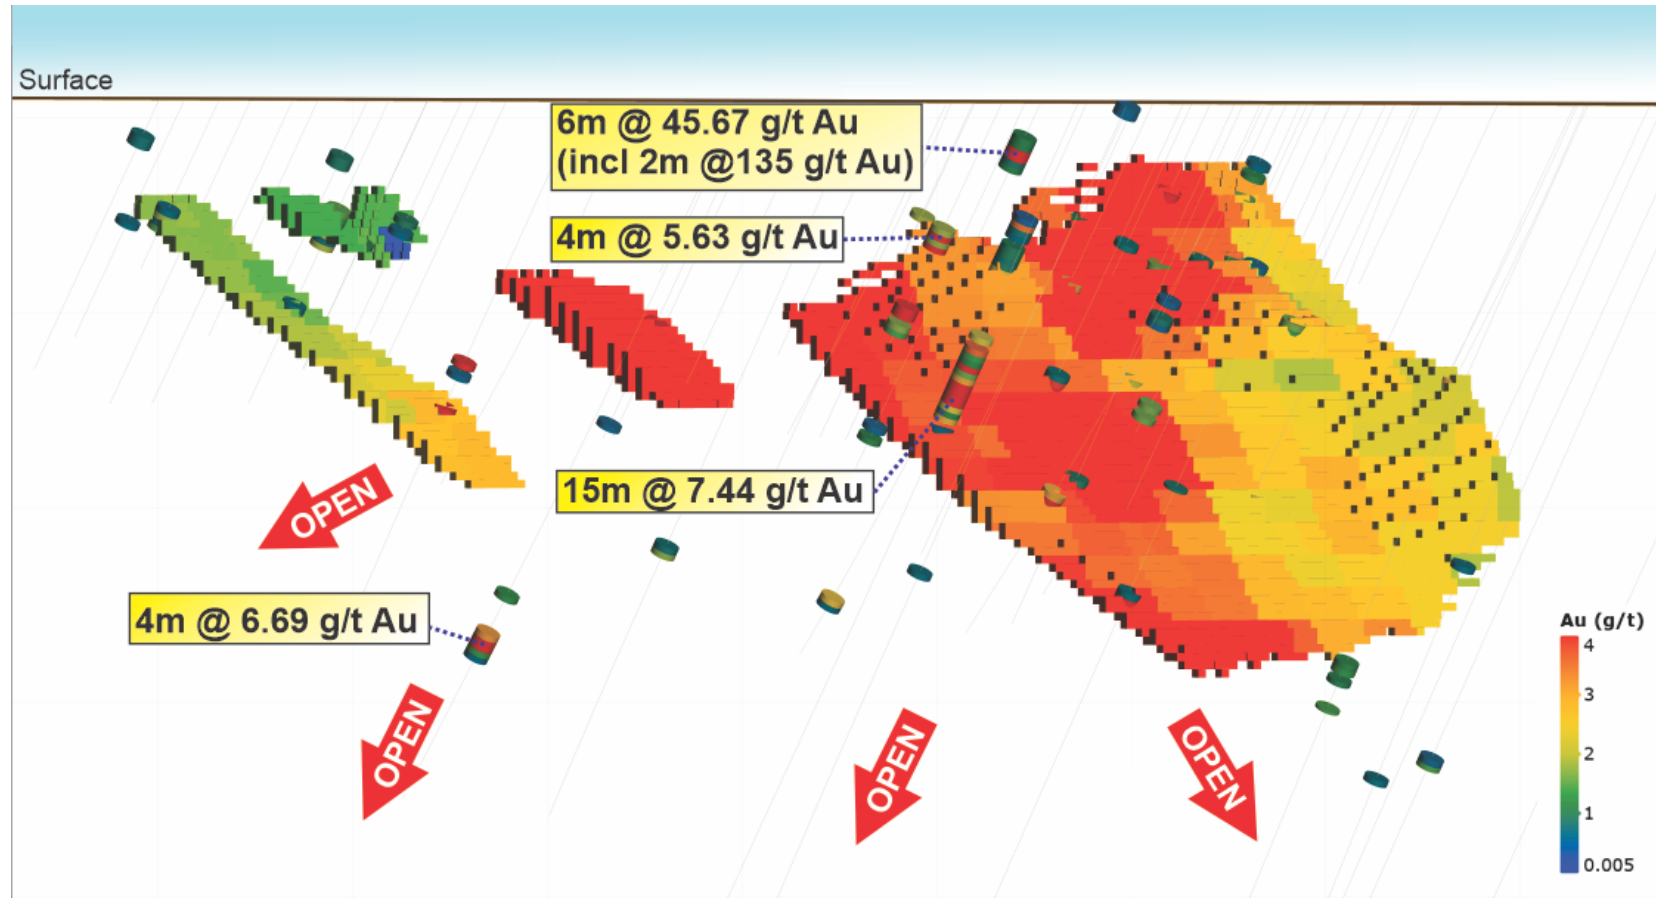 Surface
6m @ 45.67 g/t Au
(incl 2m @135 g/t Au)
4m @ 5.63 g/t Au
15m @ 7.44 g/t Au
OPEN
4m @ 6.69 g/t Au
OPEN
OPEN
OPEN
Au (g/t)
4
3
2
1
0.005